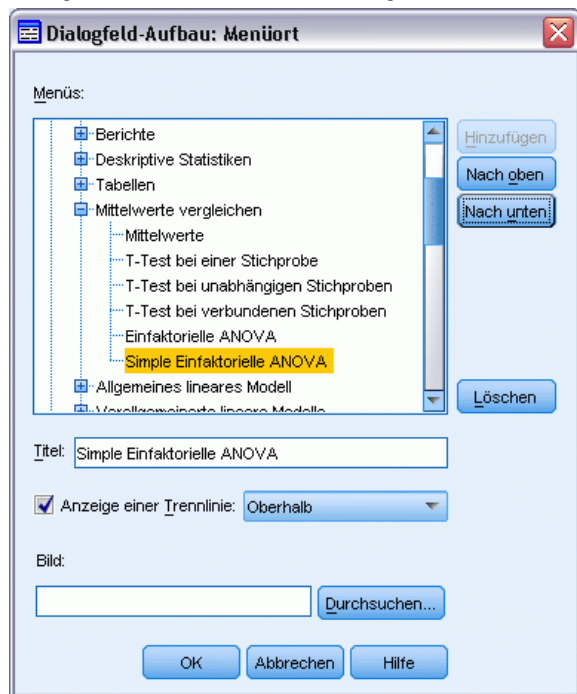 Dialogfeld-Aufbau: Menüort
Menüs:
Berichte
Deskriptive Statistiken
Tabellen
Mittelwerte vergleichen
Mittelwerte
T-Test bei einer Stichprobe
T-Test bei unabhängigen Stichproben
T-Test bei verbundenen Stichproben
Einfaktorielle ANOVA
Simple Einfaktorielle ANOVA
Allgemeines lineares Modell
Hinzufügen
Nach oben
Nach unten
Löschen
Titel: Simple Einfaktorielle ANOVA
Anzeige einer Trennlinie: Oberhalb
Bild:
Durchsuchen...
OK Abbrechen Hilfe